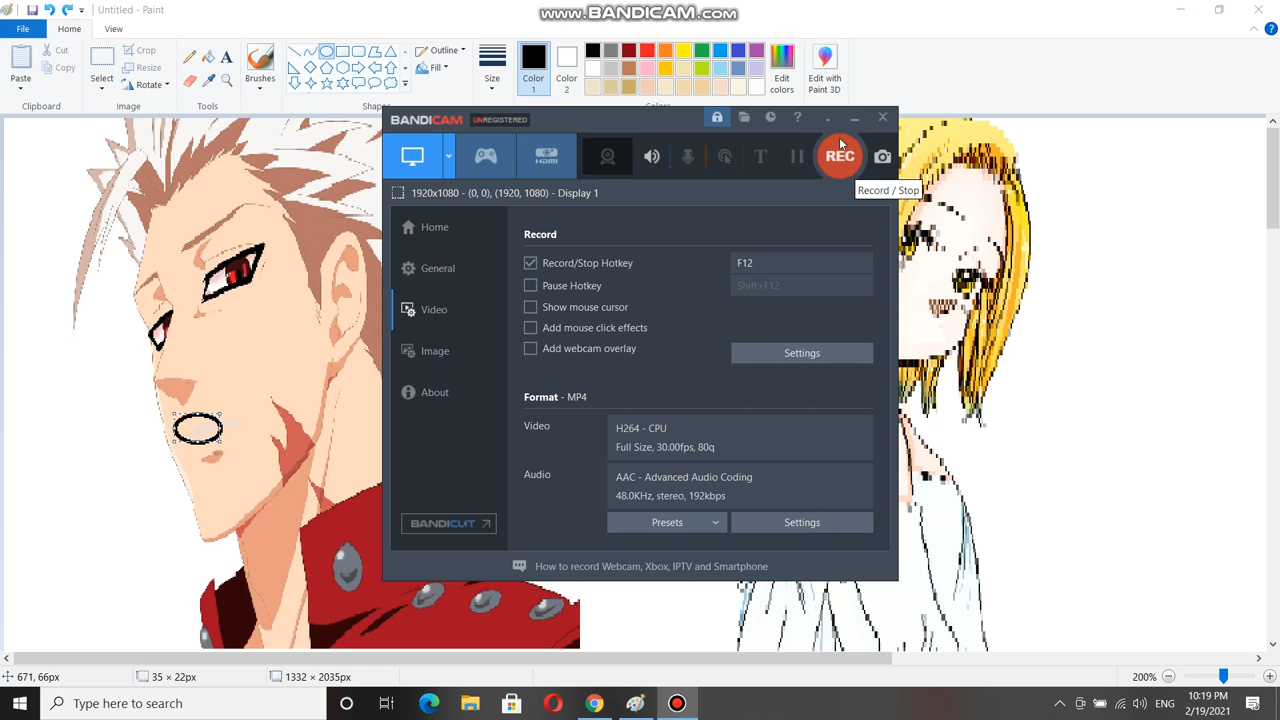 Untitled - Paint
www.BANDICAM.com
File
Home
View
Paste
Cut
Copy
Clipboard
Select
Crop
Resize
Rotate
Image
Tools
Brushes
Shapes
Outline
Fill
Size
Color
1
Color
2
Edit
colors
Colors
Edit with
Paint 3D
BANDICAM
UNREGISTERED
HDMI
REC
Record / Stop
1920x1080 - (0, 0), (1920, 1080) - Display 1
Home
General
Video
Image
About
BANDICUT
Record
Record/Stop Hotkey
F12
Pause Hotkey
Shift+F12
Show mouse cursor
Add mouse click effects
Add webcam overlay
Settings
Format - MP4
Video
H264 - CPU
Full Size, 30.00fps, 80q
Audio
AAC - Advanced Audio Coding
48.0KHz, stereo, 192kbps
Presets
Settings
How to record Webcam, Xbox, IPTV and Smartphone
671, 66px
35 × 22px
1332 × 2035px
200%
Type here to search
ENG
10:19 PM
2/19/2021